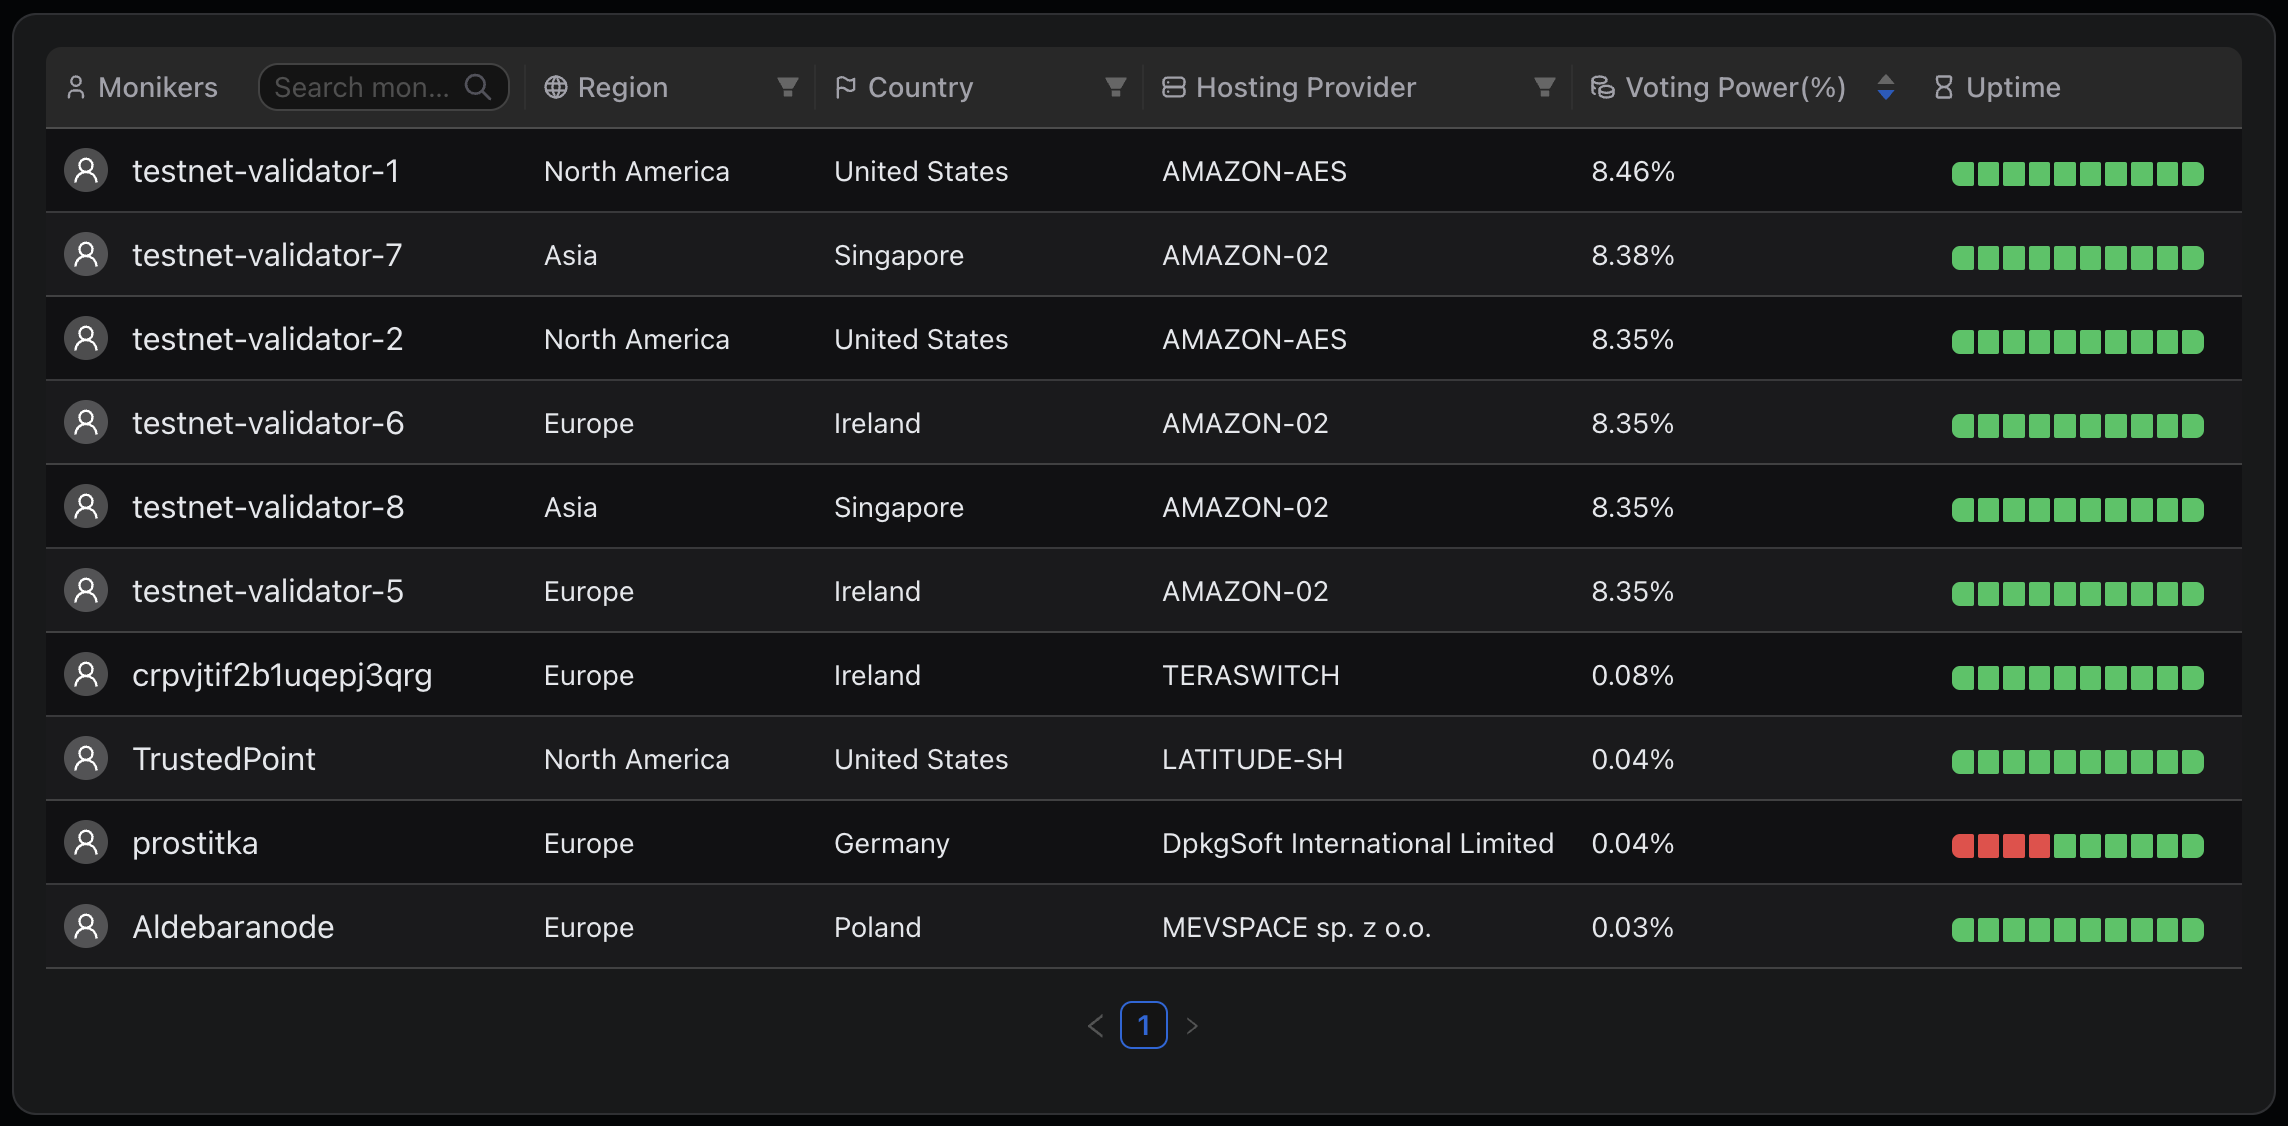 Monikers Search mon... Region Country Hosting Provider Voting Power(%) Uptime
testnet-validator-1 North America United States AMAZON-AES 8.46%
testnet-validator-7 Asia Singapore AMAZON-02 8.38%
testnet-validator-2 North America United States AMAZON-AES 8.35%
testnet-validator-6 Europe Ireland AMAZON-02 8.35%
testnet-validator-8 Asia Singapore AMAZON-02 8.35%
testnet-validator-5 Europe Ireland AMAZON-02 8.35%
crpvjtif2b1uqepj3qrg Europe Ireland TERASWITCH 0.08%
TrustedPoint North America United States LATITUDE-SH 0.04%
prostitka Europe Germany DpkgSoft International Limited 0.04%
Aldebaranode Europe Poland MEVSPACE sp. z o.o. 0.03%
1